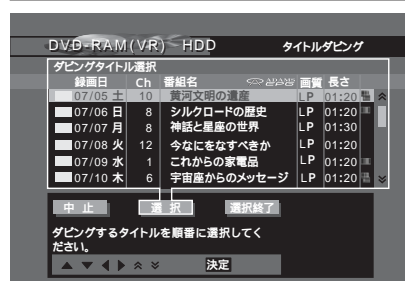 DVD-RAM(VR) HDD タイトルダビング
ダビングタイトル選択
録画日 Ch 番組名 画質 長さ
07/05 土 10 黄河文明の遺産 LP 01:20
07/06 日 8 シルクロードの歴史 LP 01:20
07/07 月 8 神話と星座の世界 LP 01:30
07/08 火 12 今なにをなすべきか LP 01:20
07/09 水 1 これからの家電品 LP 01:20
07/10 木 6 宇宙座からのメッセージ LP 01:20
中 止 選 択 選択終了
ダビングするタイトルを順番に選択してく
ださい。
決定